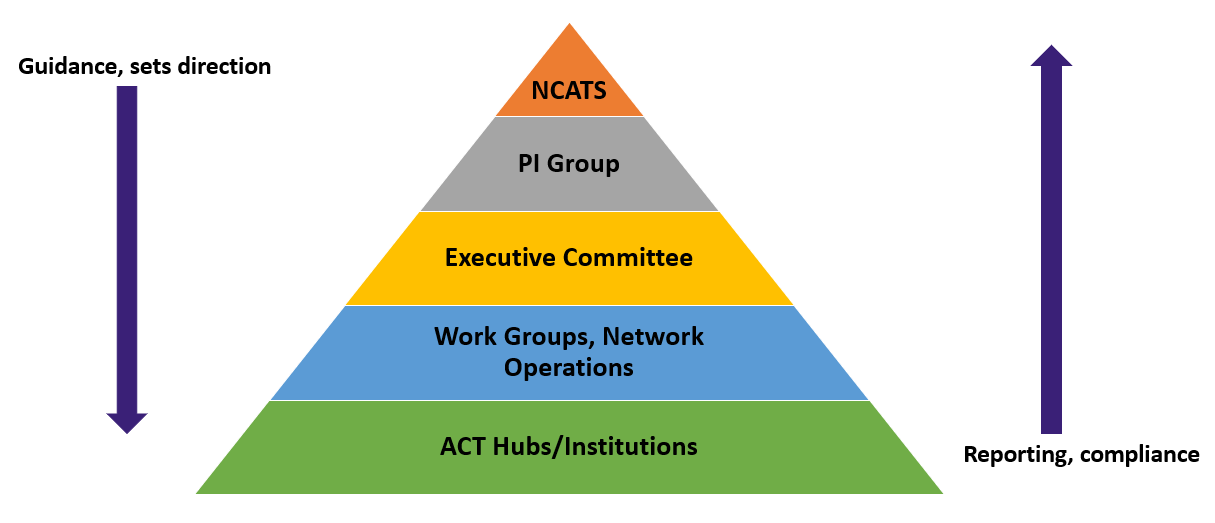 Guidance, sets direction
NCATS
PI Group
Executive Committee
Work Groups, Network
Operations
ACT Hubs/Institutions
Reporting, compliance